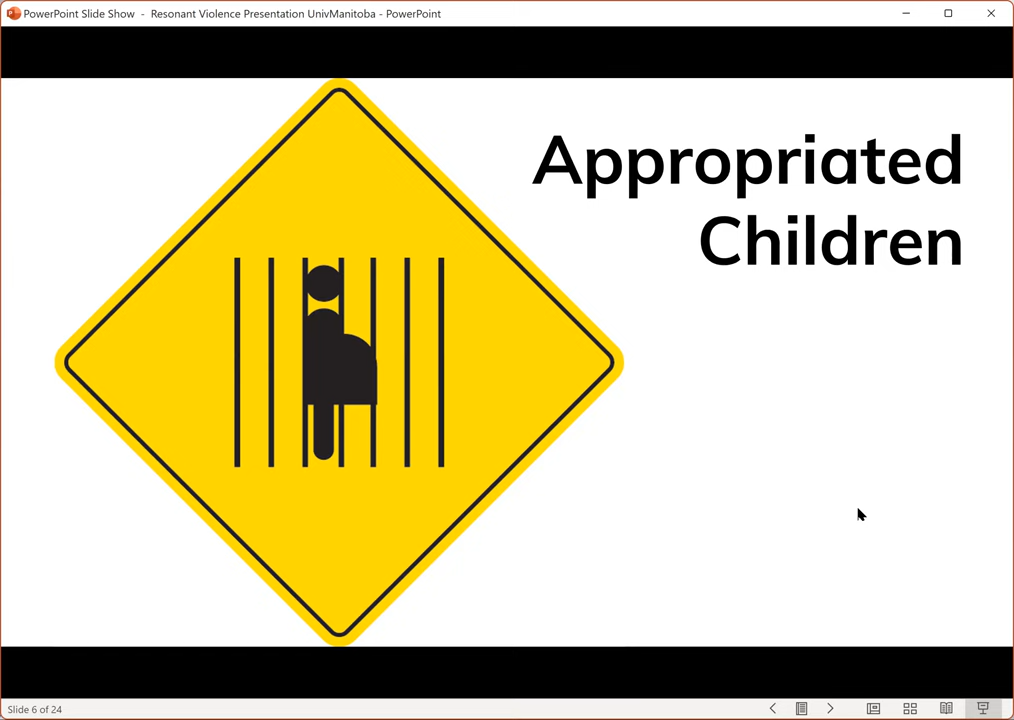 PowerPoint Slide Show - Resonant Violence Presentation UnivManitoba - PowerPoint
Appropriated
Children
Slide 6 of 24